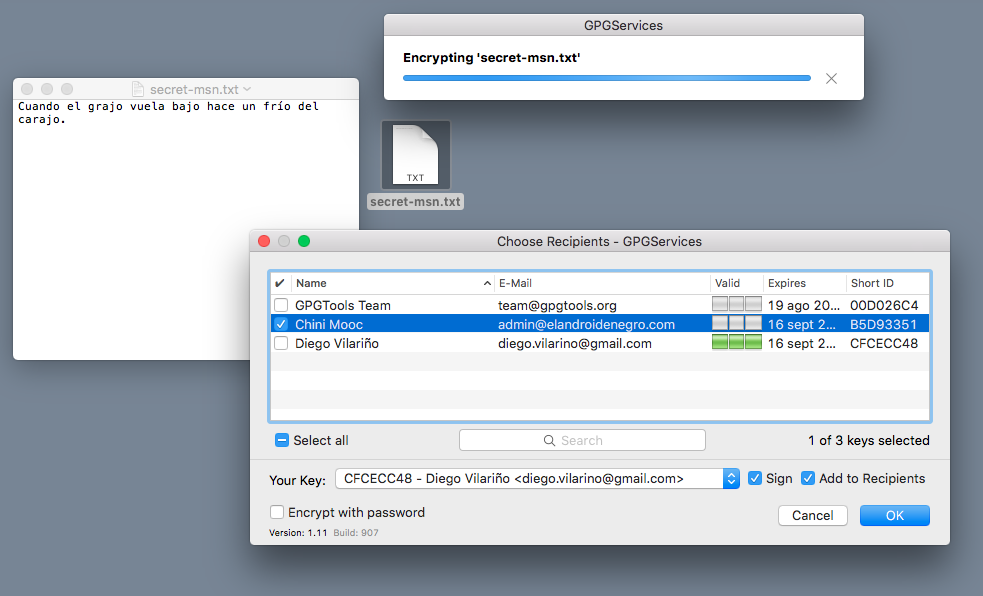 GPGServices
Encrypting 'secret-msn.txt'
secret-msn.txt
Cuando el grajo vuela bajo hace un frío del
carajo.
TXT
secret-msn.txt
Choose Recipients - GPGServices
✔ Name E-Mail Valid Expires Short ID
GPGTools Team team@gpgtools.org 19 ago 20... 00D026C4
Chini Mooc admin@elandroidenegro.com 16 sept 2... B5D93351
Diego Vilariño diego.vilarino@gmail.com 16 sept 2... CFCECC48
Select all Search 1 of 3 keys selected
Your Key: CFCECC48 - Diego Vilariño <diego.vilarino@gmail.com> Sign Add to Recipients
Encrypt with password Cancel OK
Version: 1.11 Build: 907